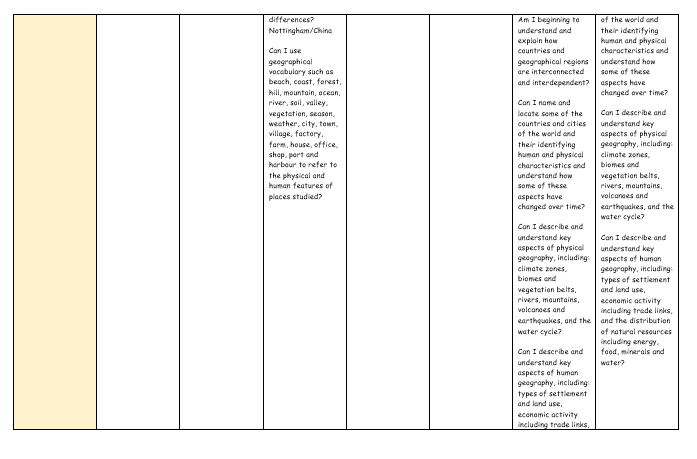 differences?
Nottingham/China
Can I use
geographical
vocabulary such as
beach, coast, forest,
hill, mountain, ocean,
river, soil, valley,
vegetation, season,
weather, city, town,
village, factory,
farm, house, office,
shop, port and
harbour to refer to
the physical and
human features of
places studied?
Am I beginning to
understand and
explain how
countries and
geographical regions
are interconnected
and interdependent?
Can I name and
locate some of the
countries and cities
of the world and
their identifying
human and physical
characteristics and
understand how
some of these
aspects have
changed over time?
Can I describe and
understand key
aspects of physical
geography, including:
climate zones,
biomes and
vegetation belts,
rivers, mountains,
volcanoes and
earthquakes, and the
water cycle?
Can I describe and
understand key
aspects of human
geography, including:
types of settlement
and land use,
economic activity
including trade links,
of the world and
their identifying
human and physical
characteristics and
understand how
some of these
aspects have
changed over time?
Can I describe and
understand key
aspects of physical
geography, including:
climate zones,
biomes and
vegetation belts,
rivers, mountains,
volcanoes and
earthquakes, and the
water cycle?
Can I describe and
understand key
aspects of human
geography, including:
types of settlement
and land use,
economic activity
including trade links,
and the distribution
of natural resources
including energy,
food, minerals and
water?